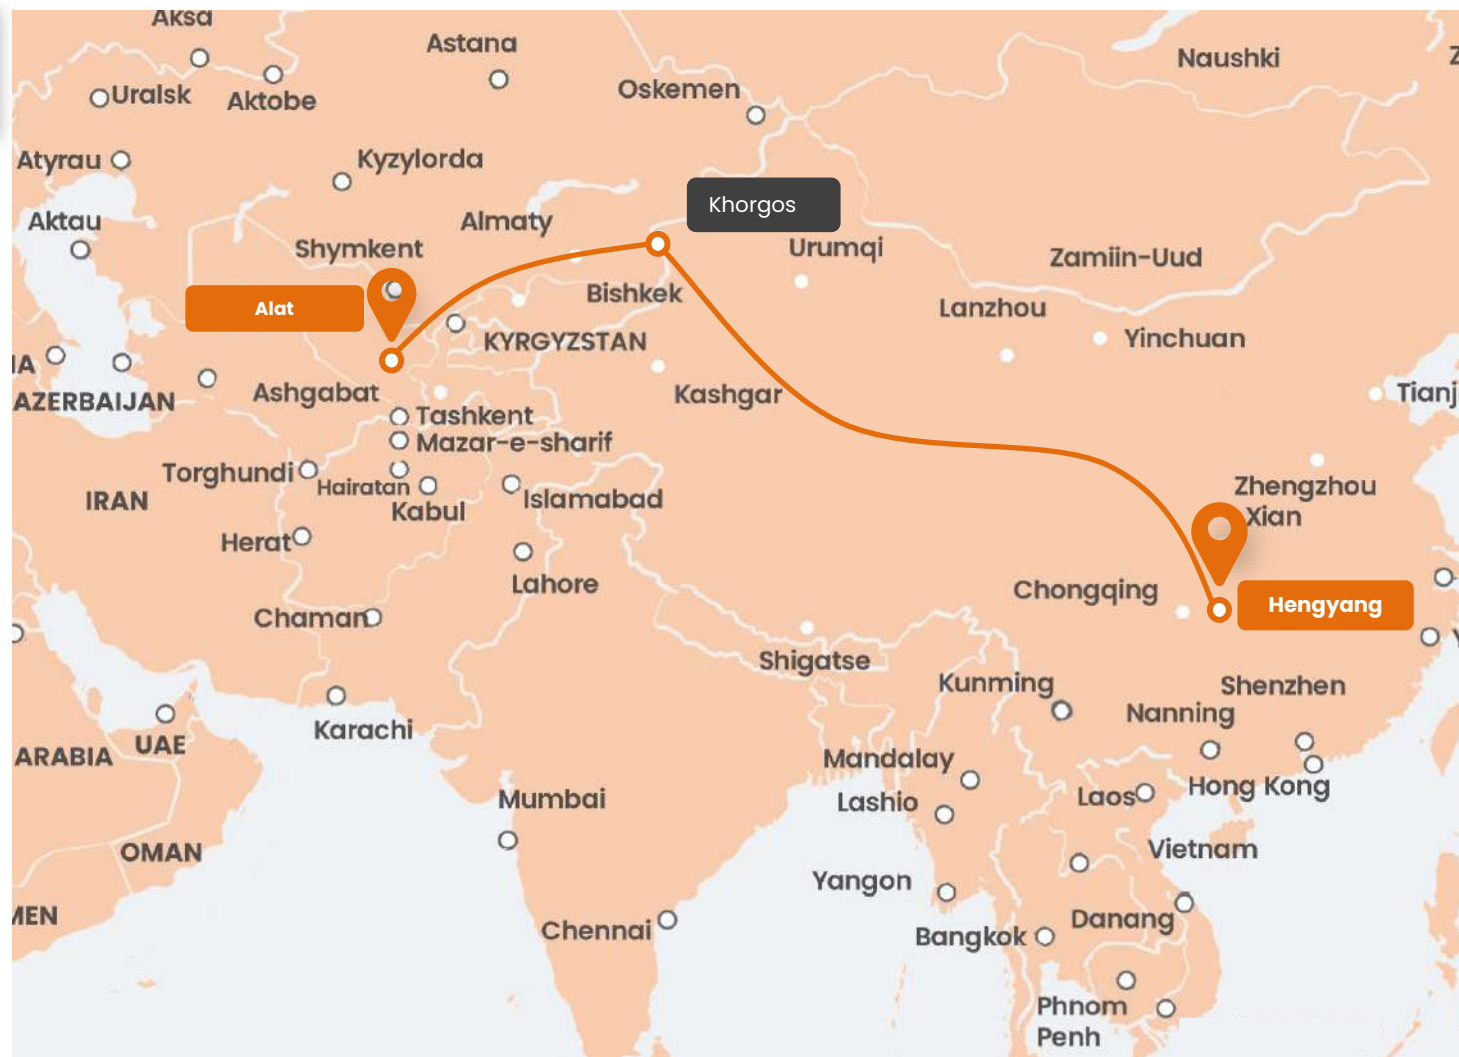 Aksa
Astana
Naushki
Oskemen
Uralsk
Aktobe
Atyrau
Kyzylorda
Khorgos
Aktau
Almaty
Shymkent
Urumqi
Zamiin-Uud
Bishkek
Alat
Lanzhou
Yinchuan
KYRGYZSTAN
IA
Ashgabat
Kashgar
Tianj
AZERBAIJAN
Tashkent
Mazar-e-sharif
Torghundi
Hairatan
Zhengzhou
IRAN
Islamabad
Kabul
Xian
Herat
Lahore
Chongqing
Hengyang
Chaman
Shigatse
Kunming
Shenzhen
Nanning
Karachi
UAE
ARABIA
Mandalay
Hong Kong
Laos
Mumbai
Lashio
OMAN
Vietnam
Yangon
MEN
Danang
Chennai
Bangkok
Phnom
Penh